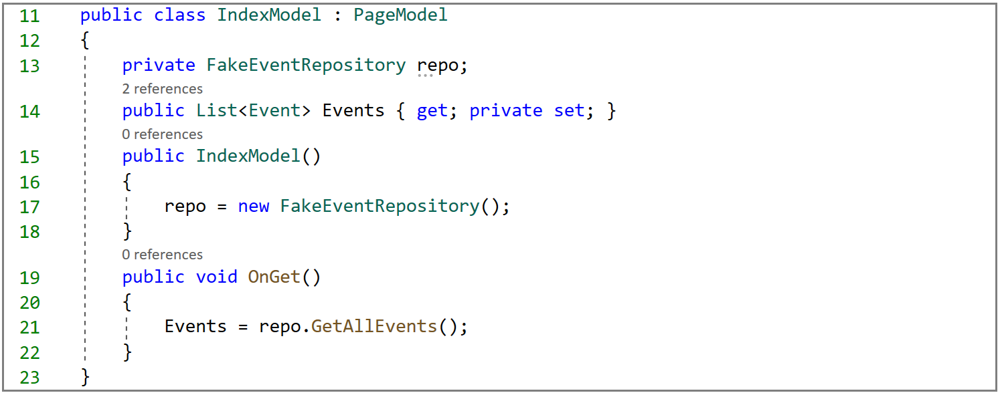 11 public class IndexModel : PageModel
12 {
13 private FakeEventRepository repo;
2 references
14 public List<Event> Events { get; private set; }
0 references
15 public IndexModel()
16 {
17 repo = new FakeEventRepository();
18 }
0 references
19 public void OnGet()
20 {
21 Events = repo.GetAllEvents();
22 }
23 }